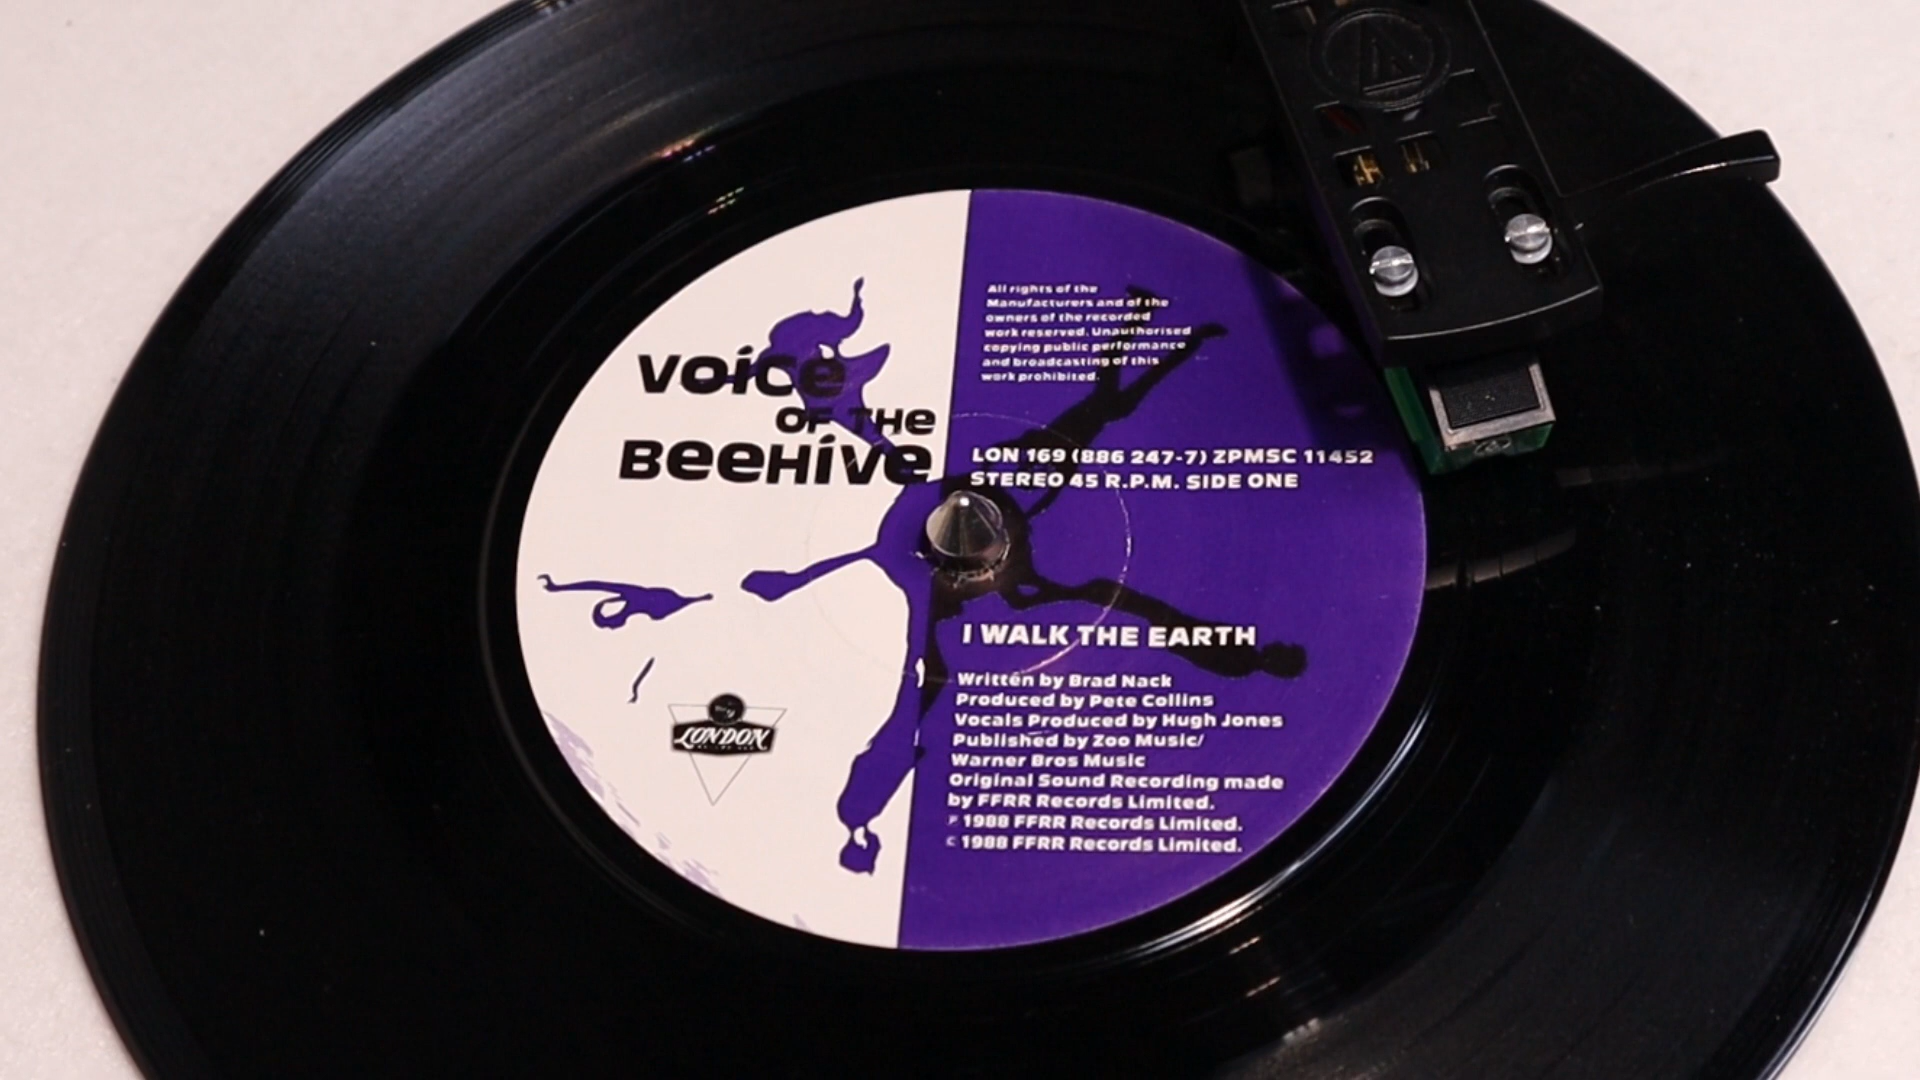 Voice
OF THe
BeeHive
All rights of the
Manufacturers and of the
owners of the recorded
work reserved. Unauthorised
copying public performance
and broadcasting of this
work prohibited.
LON 169 (886 247-7) ZPMSC 11452
STEREO 45 R.P.M. SIDE ONE
I WALK THE EARTH
Written by Brad Nack
Produced by Pete Collins
Vocals Produced by Hugh Jones
Published by Zoo Music/
Warner Bros Music
Original Sound Recording made
by FFRR Records Limited.
P 1988 FFRR Records Limited.
C 1988 FFRR Records Limited.
LONDON